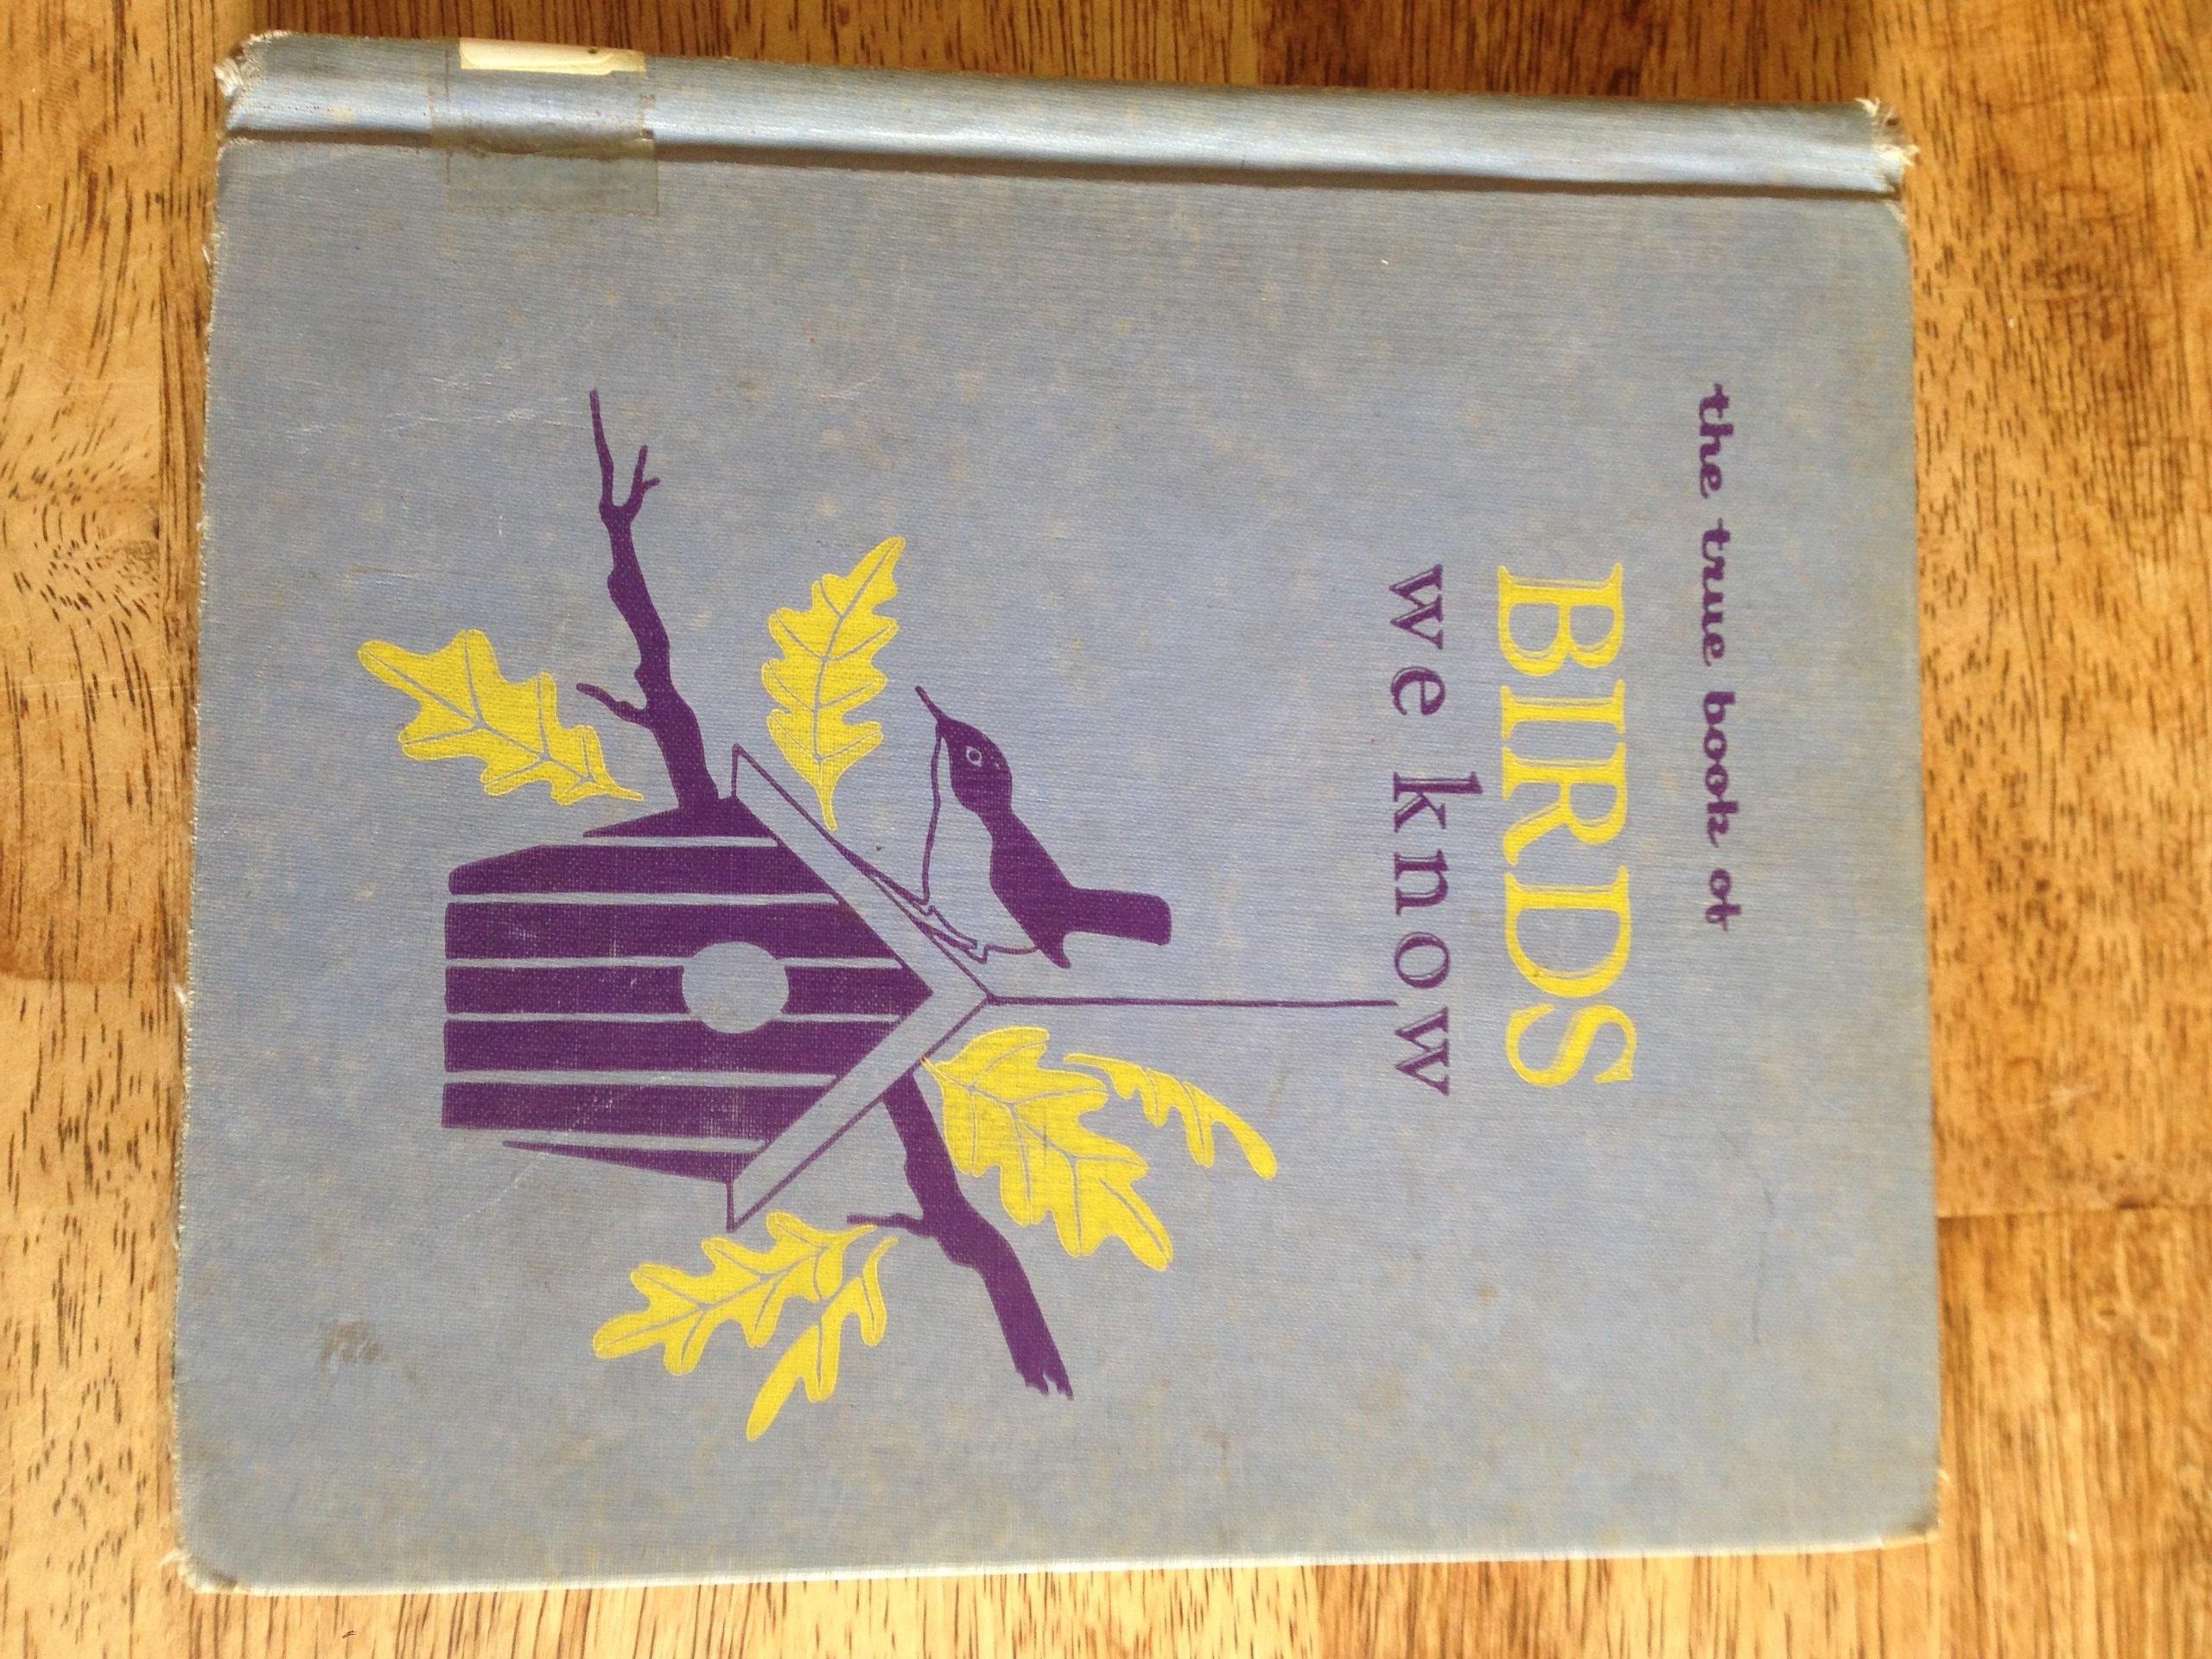 the true book of
BIRDS
we know